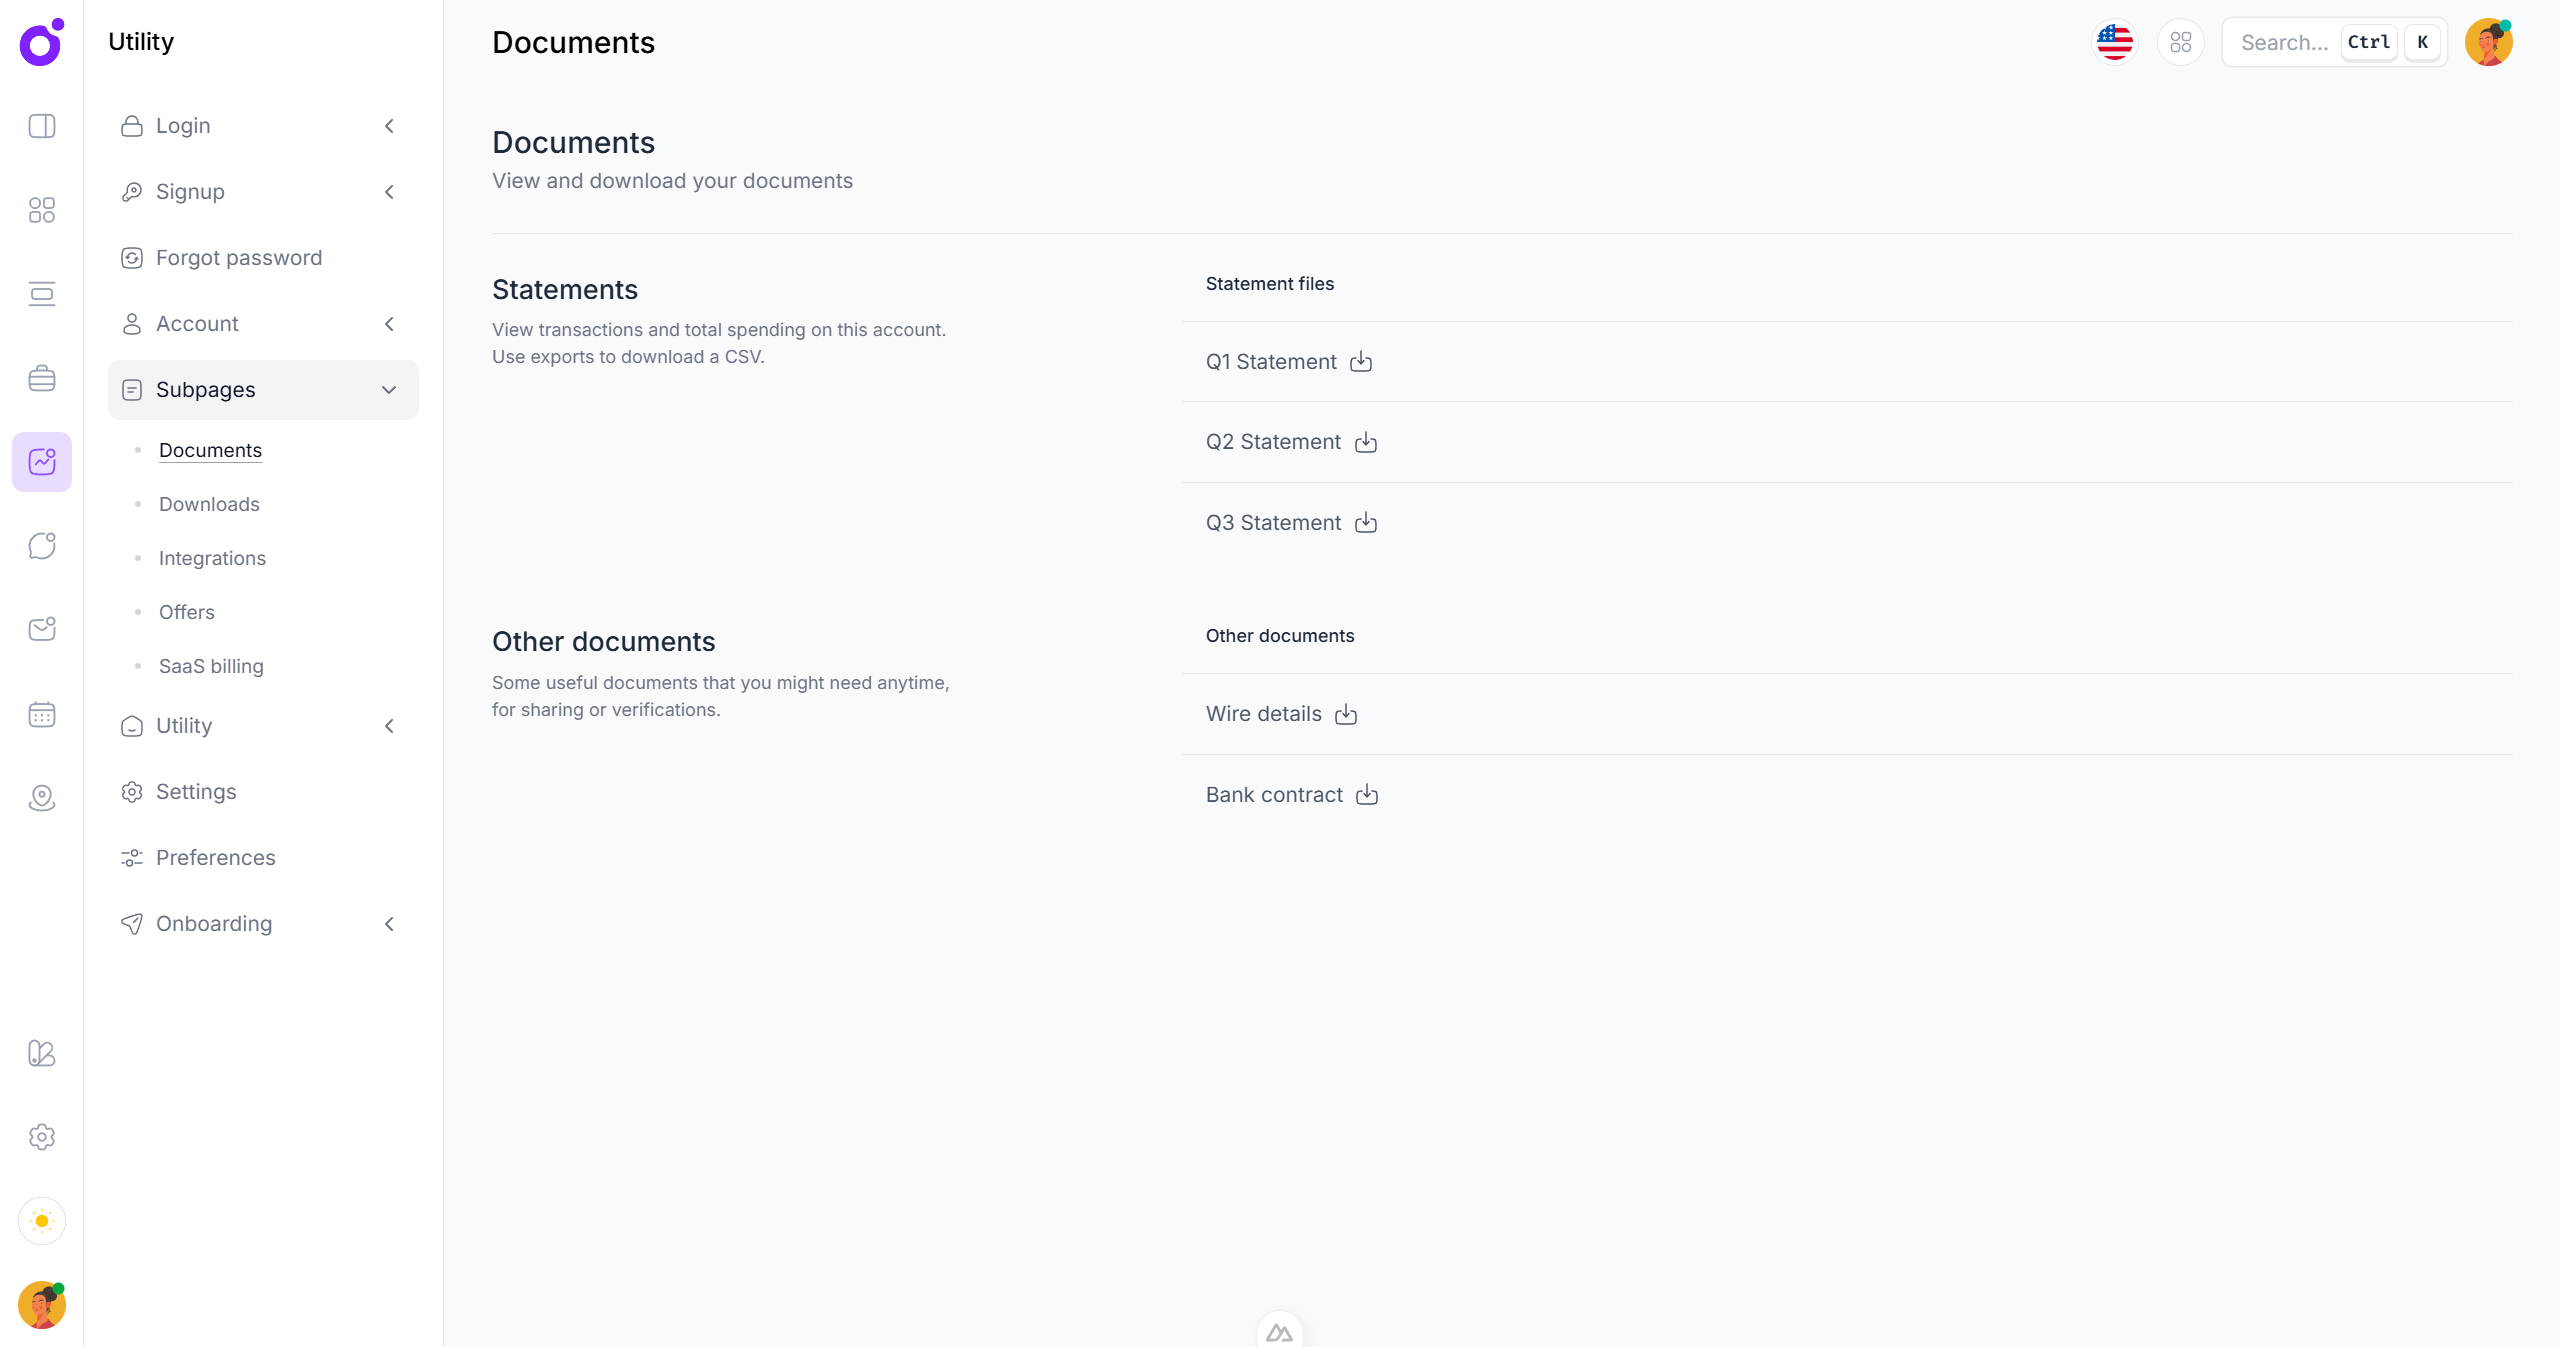 Utility
Login
Signup
Forgot password
Account
Subpages
Documents
Downloads
Integrations
Offers
SaaS billing
Utility
Settings
Preferences
Onboarding
Documents
Search...
Ctrl
K
Documents
View and download your documents
Statements
View transactions and total spending on this account.
Use exports to download a CSV.
Statement files
Q1 Statement
Q2 Statement
Q3 Statement
Other documents
Some useful documents that you might need anytime,
for sharing or verifications.
Other documents
Wire details
Bank contract